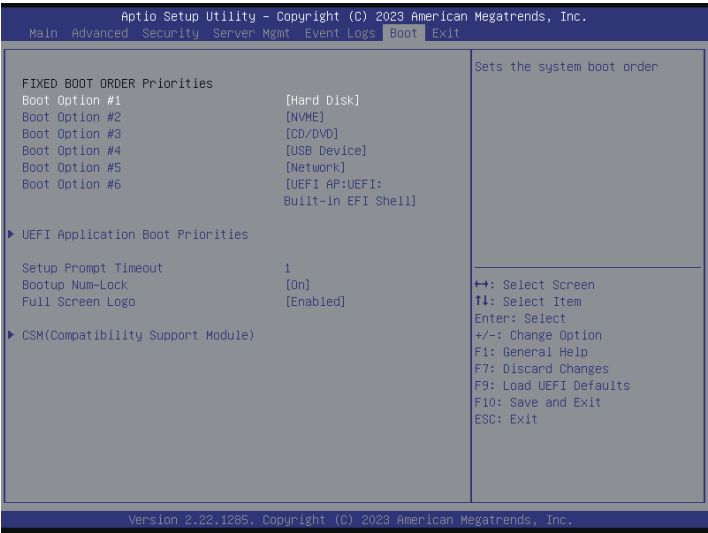 Aptio Setup Utility – Copyright (C) 2023 American Megatrends, Inc.
Main Advanced Security Server Mgmt Event Logs Boot Exit
FIXED BOOT ORDER Priorities
Boot Option #1 [Hard Disk]
Boot Option #2 [NVME]
Boot Option #3 [CD/DVD]
Boot Option #4 [USB Device]
Boot Option #5 [Network]
Boot Option #6 [UEFI AP:UEFI:
Built-in EFI Shell]
UEFI Application Boot Priorities
Setup Prompt Timeout 1
Bootup Num-Lock [On]
Full Screen Logo [Enabled]
CSM(Compatibility Support Module)
Sets the system boot order
↔: Select Screen
↑↓: Select Item
Enter: Select
+/-: Change Option
F1: General Help
F7: Discard Changes
F9: Load UEFI Defaults
F10: Save and Exit
ESC: Exit
Version 2.22.1285. Copyright (C) 2023 American Megatrends, Inc.